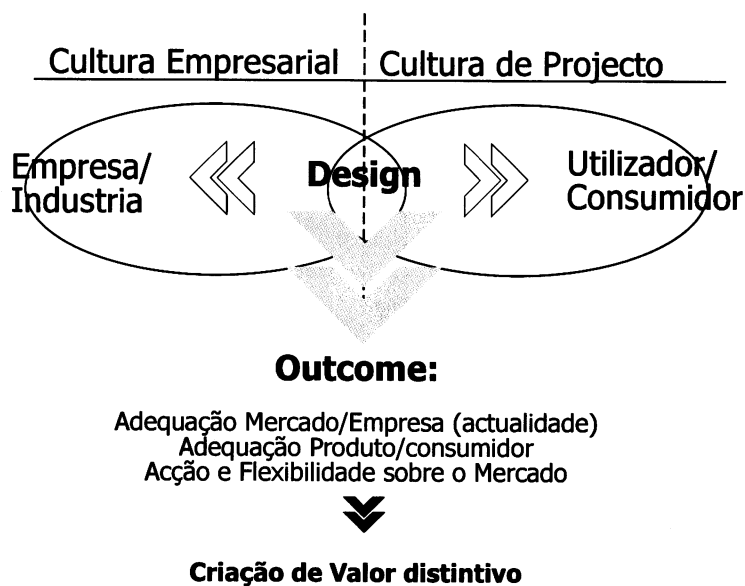 Cultura Empresarial Cultura de Projecto
Empresa/
Industria
Design
Utilizador/
Consumidor
Outcome:
Adequação Mercado/Empresa (actualidade)
Adequação Produto/consumidor
Acção e Flexibilidade sobre o Mercado
Criação de Valor distintivo